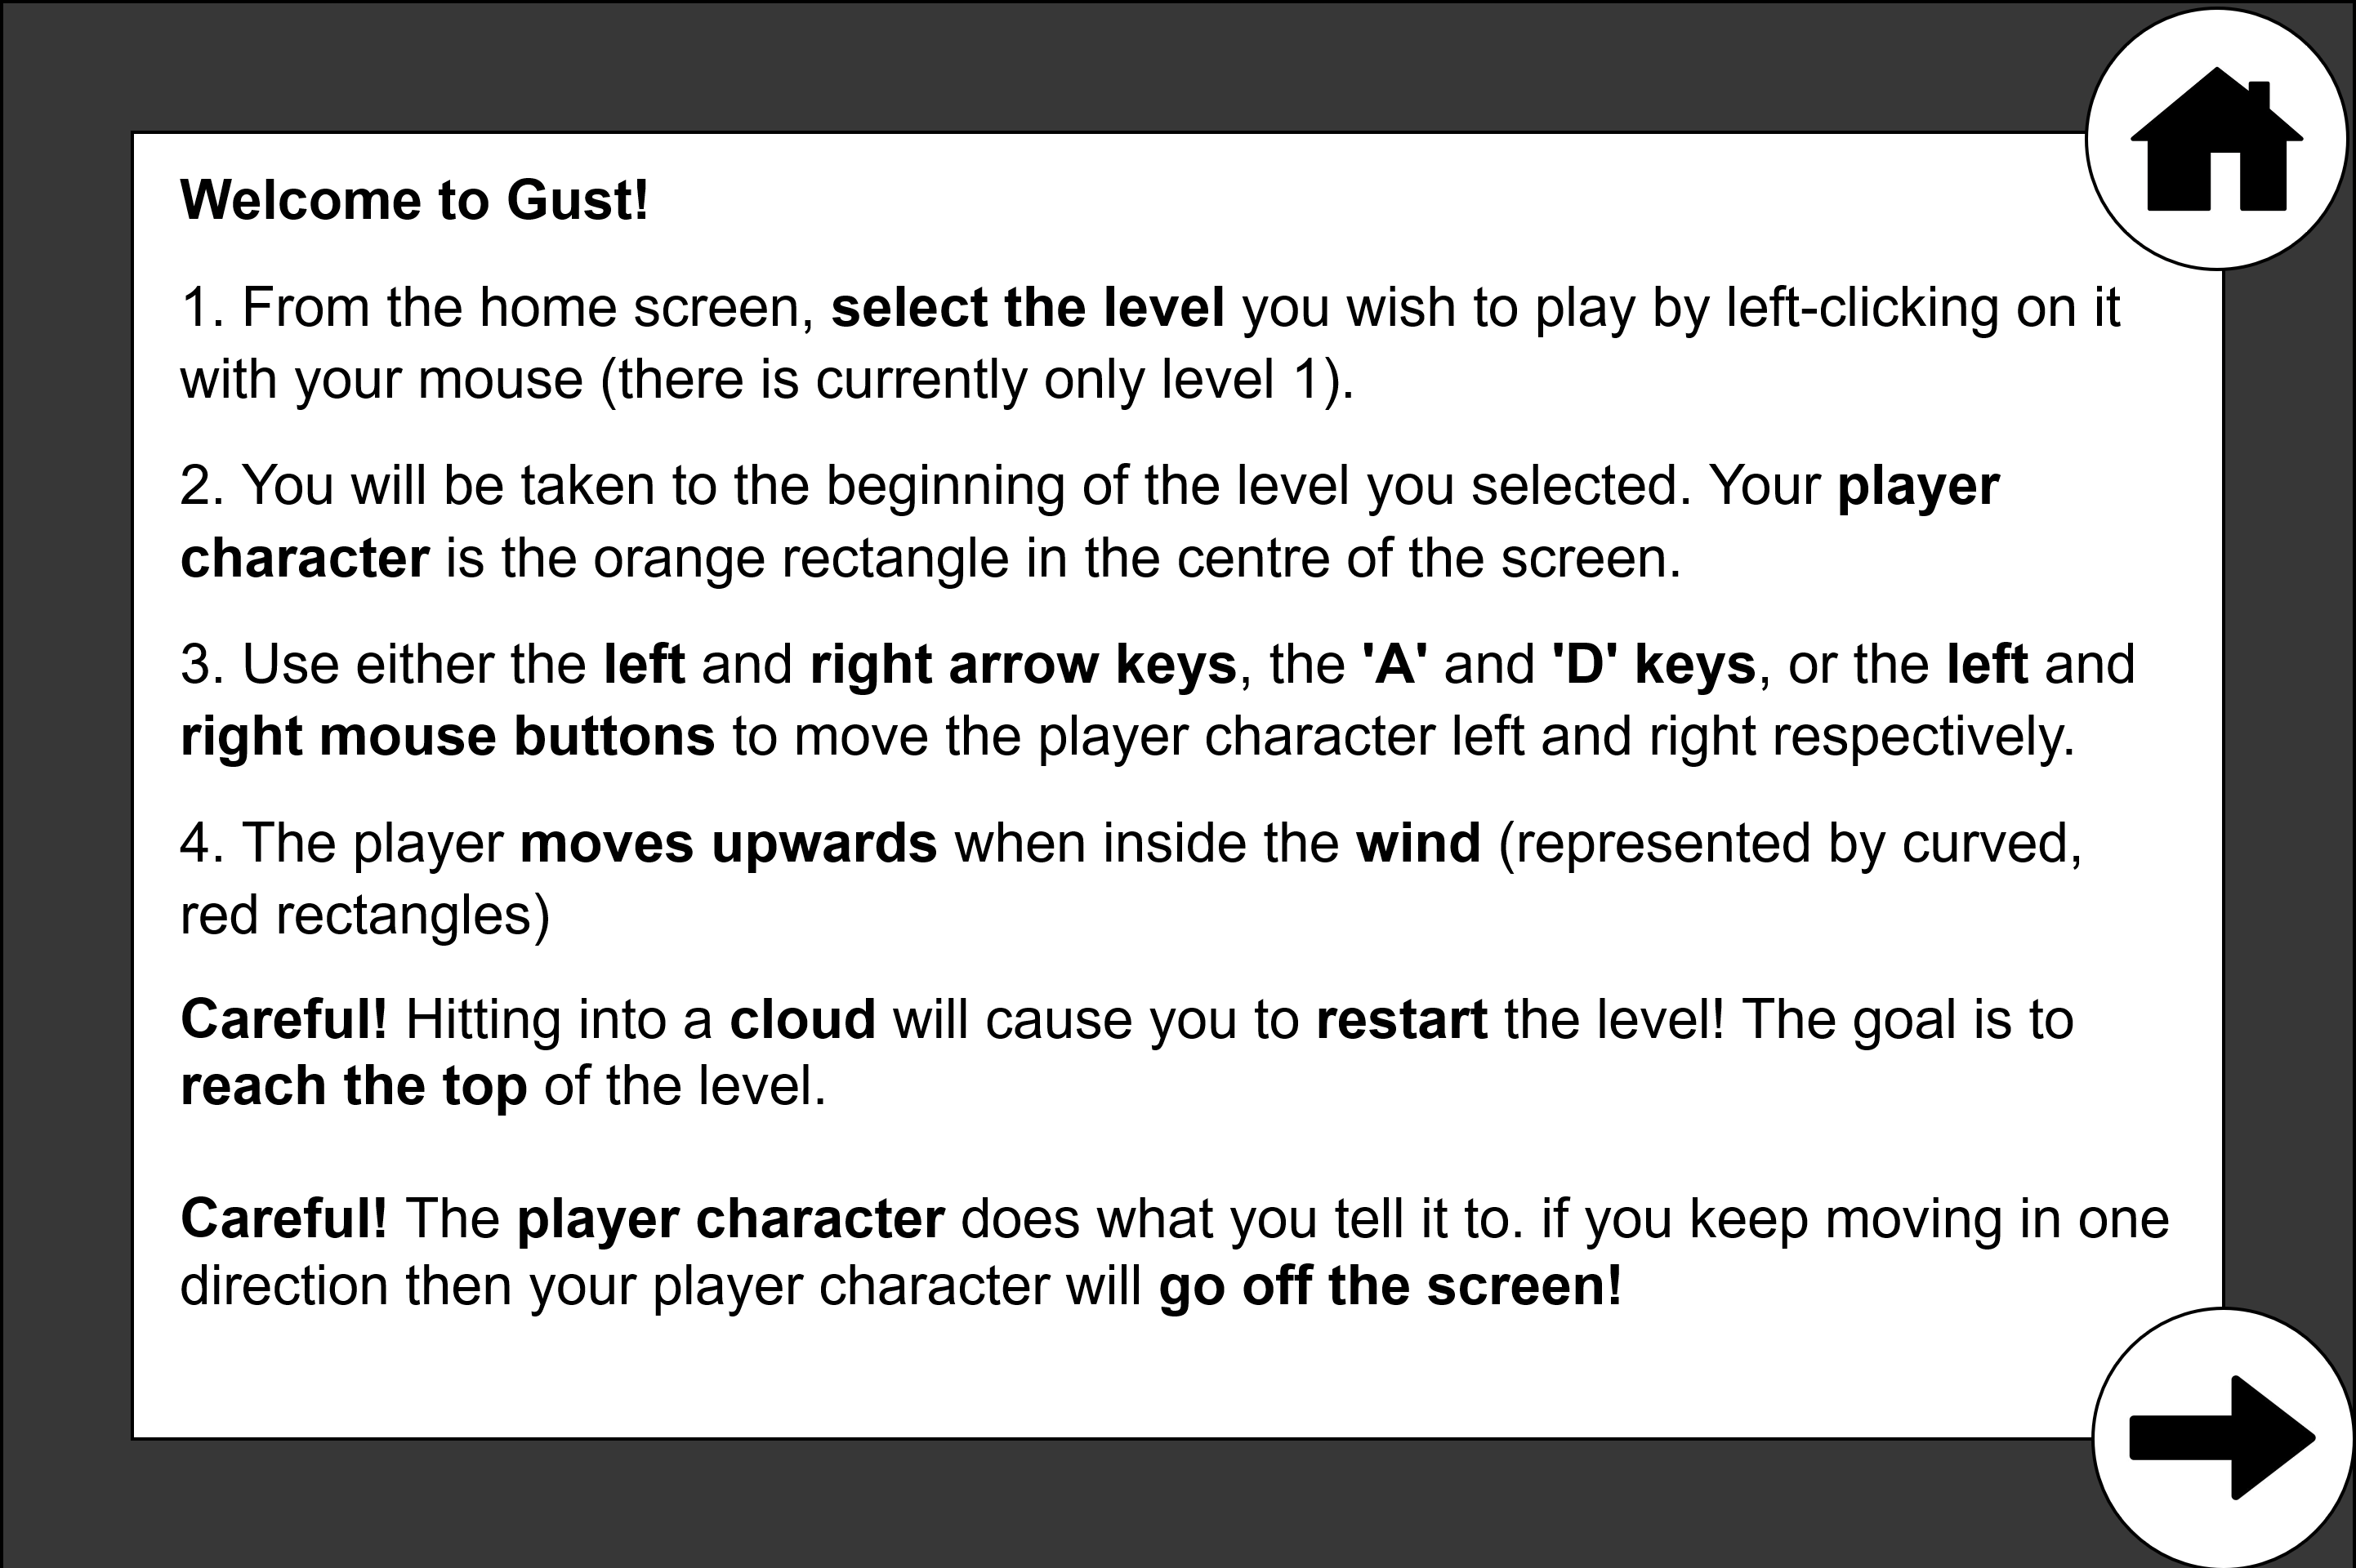 Welcome to Gust!
1. From the home screen, select the level you wish to play by left-clicking on it
with your mouse (there is currently only level 1).
2. You will be taken to the beginning of the level you selected. Your player
character is the orange rectangle in the centre of the screen.
3. Use either the left and right arrow keys, the 'A' and 'D' keys, or the left and
right mouse buttons to move the player character left and right respectively.
4. The player moves upwards when inside the wind (represented by curved,
red rectangles)
Careful! Hitting into a cloud will cause you to restart the level! The goal is to
reach the top of the level.
Careful! The player character does what you tell it to. if you keep moving in one
direction then your player character will go off the screen!